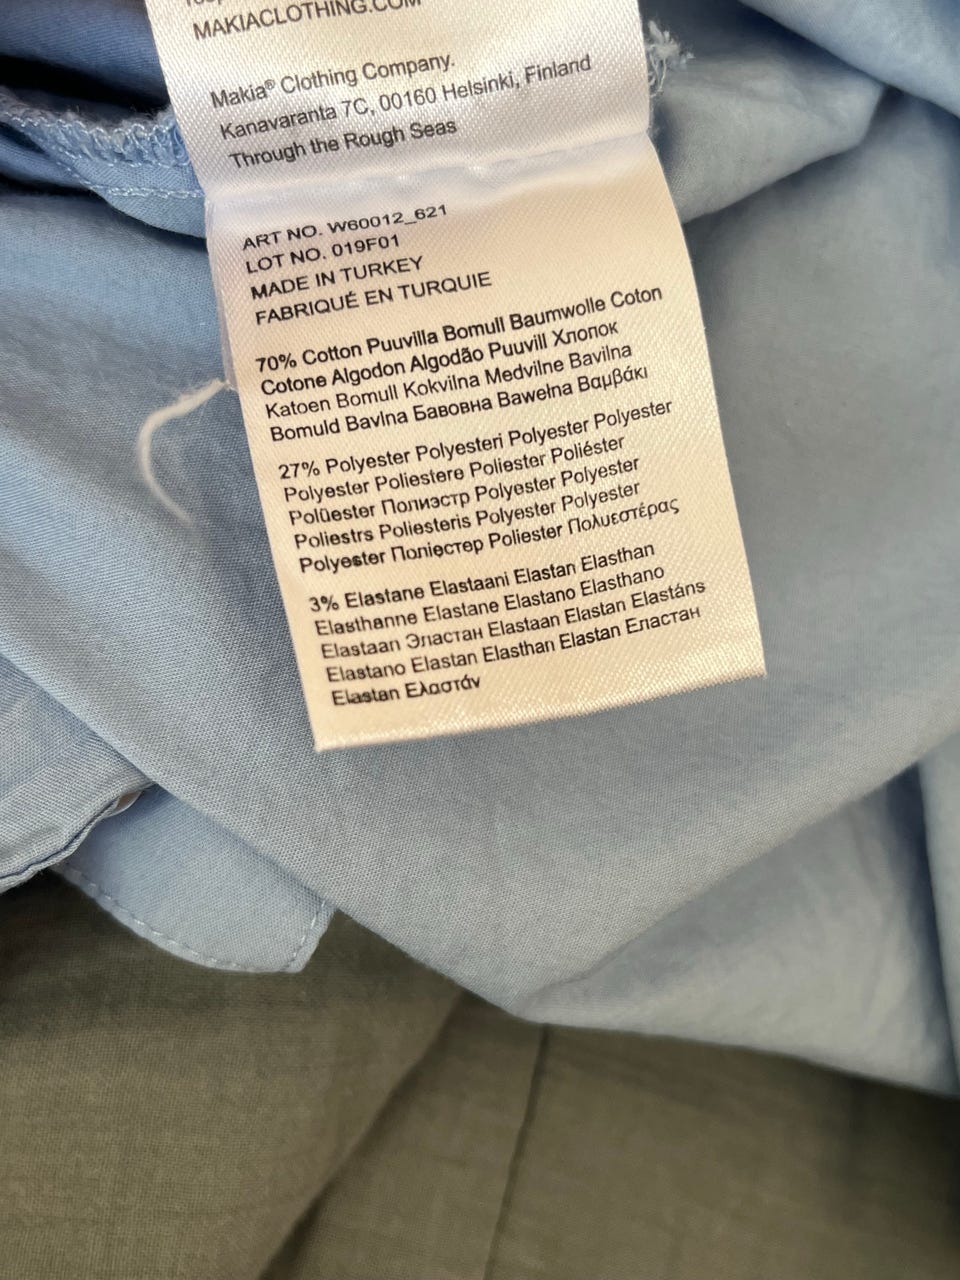 MAKIACLOTHING.COM
Makia® Clothing Company.
Kanavaranta 7C, 00160 Helsinki, Finland
Through the Rough Seas
ART NO. W60012_621
LOT NO. 019F01
MADE IN TURKEY
FABRIQUÉ EN TURQUIE
70% Cotton Puuvilla Bomull Baumwolle Coton
Cotone Algodon Algodão Puuvill Хлопок
Katoen Bomull Kokvilna Medvilne Bavilna
Bomuld Bavlna Бавовна Bawełna Βαμβάκι
27% Polyester Polyesteri Polyester Polyester
Polyester Poliestere Poliester Poliéster
Polüester Полиэстр Polyester Polyester
Poliestrs Poliesteris Polyester Polyester
Polyester Поліестер Poliester Πολυεστέρας
3% Elastane Elastaani Elastan Elasthan
Elasthanne Elastane Elastano Elasthano
Elastaan Эластан Elastaan Elastan Elastáns
Elastano Elastan Elasthan Elastan Еластан
Elastan Ελαστάν